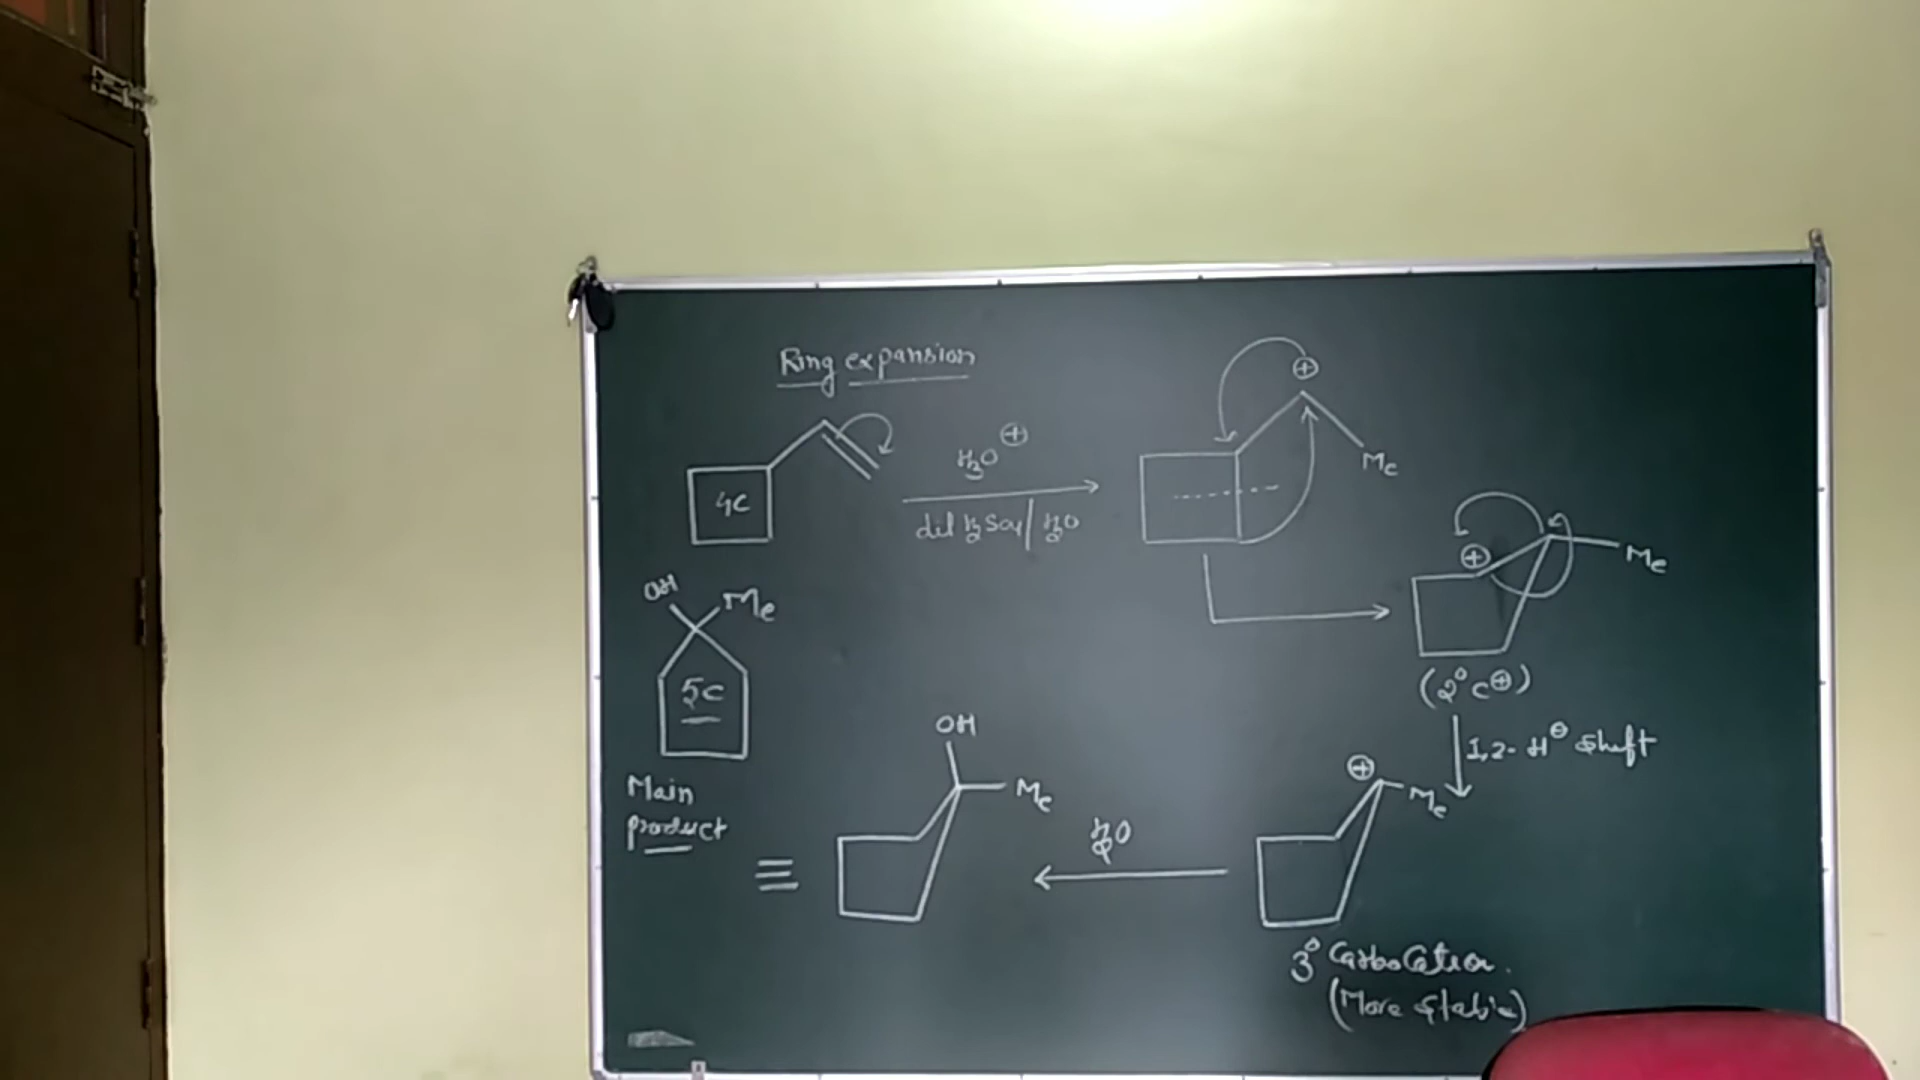 Ring expansion
4C
H3O⊕
dil H2SO4 / H2O
⊕
Me
⊕
Me
(2° C⊕)
1,2- H⊖ Shift
⊕
Me
3° Carbocation.
(More stable)
H2O
OH
Me
≡
OH
Me
5C
Main
product